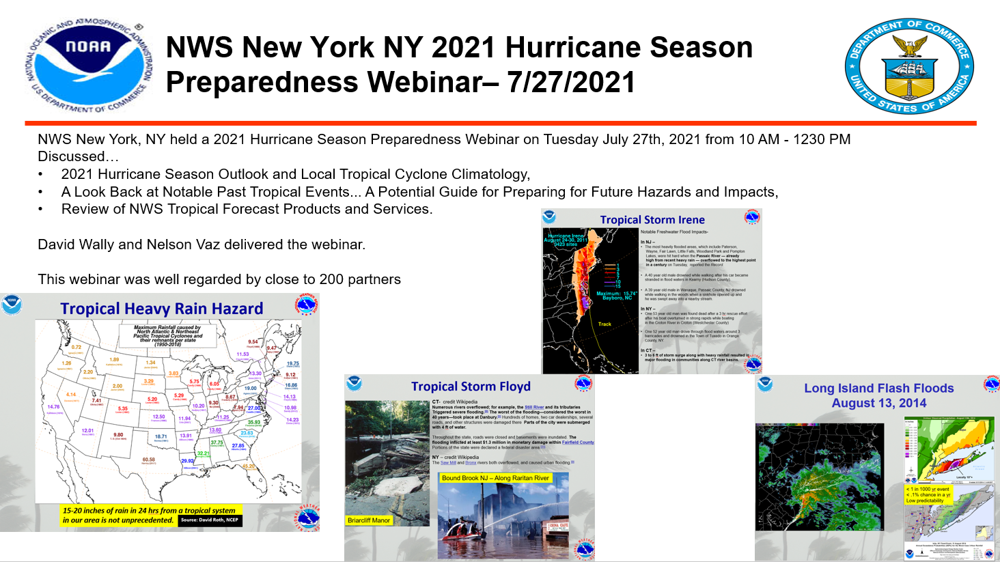 NATIONAL OCEANIC AND ATMOSPHERIC ADMINISTRATION
NOAA
U.S. DEPARTMENT OF COMMERCE
®
NWS New York NY 2021 Hurricane Season
Preparedness Webinar– 7/27/2021
DEPARTMENT OF COMMERCE
UNITED STATES OF AMERICA
NWS New York, NY held a 2021 Hurricane Season Preparedness Webinar on Tuesday July 27th, 2021 from 10 AM - 1230 PM
Discussed…
• 2021 Hurricane Season Outlook and Local Tropical Cyclone Climatology,
• A Look Back at Notable Past Tropical Events... A Potential Guide for Preparing for Future Hazards and Impacts,
• Review of NWS Tropical Forecast Products and Services.
David Wally and Nelson Vaz delivered the webinar.
This webinar was well regarded by close to 200 partners
Tropical Heavy Rain Hazard
Maximum Rainfall caused by
North Atlantic & Northeast
Pacific Tropical Cyclones and
their remnants per state
(1950-2018)
0.72
1.26
2.20
1.89
1.34
3.83
2.00
3.29
5.75
6.05
4.14
7.41
5.35
5.20
5.29
10.20
9.30
8.67
7.94
14.76
12.01
9.80
12.50
11.94
11.25
13.60
18.71
13.91
60.58
29.92
32.21
37.75
27.85
45.20
23.63
35.93
27.00
19.00
13.30
11.53
9.54
9.47
19.75
9.12
16.86
14.13
10.98
14.23
15-20 inches of rain in 24 hrs from a tropical system
in our area is not unprecedented.
Source: David Roth, NCEP
Tropical Storm Irene
Hurricane Irene
August 24-30, 2011
3423 sites
1
3
5
7
10
15
Maximum: 15.74"
Bayboro, NC
Track
Notable Freshwater Flood Impacts-
In NJ –
• The most heavily flooded areas, which include Paterson,
Wayne, Fair Lawn, Little Falls, Woodland Park and Pompton
Lakes, were hit hard when the Passaic River — already
high from recent heavy rain — overflowed to the highest point
in a century on Tuesday, reported the Record
• A 40 year old male drowned while walking after his car became
stranded in flood waters in Kearny (Hudson County).
• A 39 year old male in Wanaque, Passaic County, NJ drowned
while walking in the woods when a sinkhole opened up and
he was swept away into a nearby stream.
In NY –
• One 53 year old man was found dead after a 3 hr rescue effort
after his boat overturned in strong rapids while boating
in the Croton River in Croton (Westchester County)
• One 52 year old man drove through flood waters around 3
barricades and drowned in the Town of Tuxedo in Orange
County, NY.
In CT –
• 3 to 6 ft of storm surge along with heavy rainfall resulted in
major flooding in communities along CT river basins.
Tropical Storm Floyd
CT- credit Wikipedia
Numerous rivers overflowed; for example, the Still River and its tributaries
Triggered severe flooding. The worst of the flooding—considered the worst in
40 years—took place at Danbury. Hundreds of homes, two car dealerships, several
roads, and other structures were damaged there Parts of the city were submerged
with 4 ft of water.
Throughout the state, roads were closed and basements were inundated. The
flooding inflicted at least $1.3 million in monetary damage within Fairfield County
Portions of the state were declared a federal disaster area.
NY – credit Wikipedia
The Saw Mill and Bronx rivers both overflowed, and caused urban flooding.
Briarcliff Manor
Bound Brook NJ – Along Raritan River
CHINA CAFE
Long Island Flash Floods
August 13, 2014
Locally 10"+
< 1 in 1000 yr event
< .1% chance in a yr
Low predictability